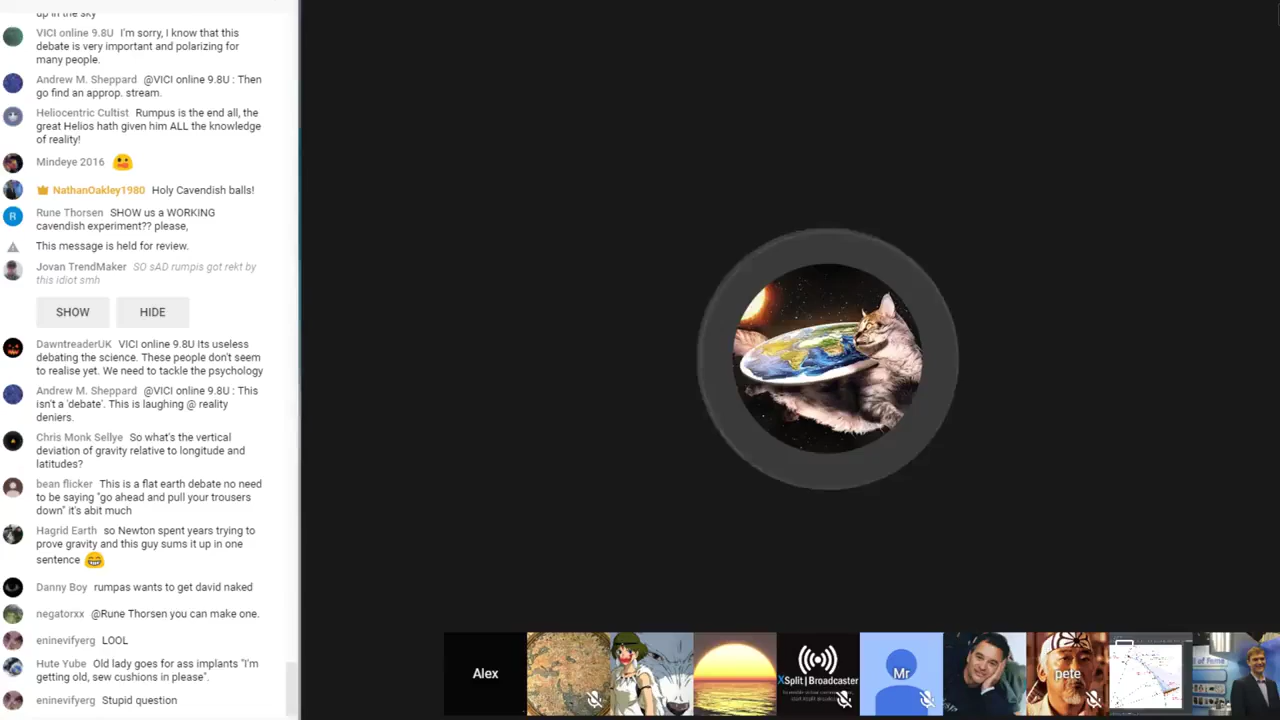 up in the sky
VICI online 9.8U I'm sorry, I know that this
debate is very important and polarizing for
many people.
Andrew M. Sheppard @VICI online 9.8U : Then
go find an approp. stream.
Heliocentric Cultist Rumpus is the end all, the
great Helios hath given him ALL the knowledge
of reality!
Mindeye 2016
NathanOakley1980 Holy Cavendish balls!
R
Rune Thorsen SHOW us a WORKING
cavendish experiment?? please,
This message is held for review.
Jovan TrendMaker SO sAD rumpis got rekt by
this idiot smh
SHOW HIDE
DawntreaderUK VICI online 9.8U Its useless
debating the science. These people don't seem
to realise yet. We need to tackle the psychology
Andrew M. Sheppard @VICI online 9.8U : This
isn't a 'debate'. This is laughing @ reality
deniers.
Chris Monk Sellye So what's the vertical
deviation of gravity relative to longitude and
latitudes?
bean flicker This is a flat earth debate no need
to be saying "go ahead and pull your trousers
down" it's abit much
Hagrid Earth so Newton spent years trying to
prove gravity and this guy sums it up in one
sentence
Danny Boy rumpas wants to get david naked
negatorxx @Rune Thorsen you can make one.
eninevifyerg LOOL
Hute Yube Old lady goes for ass implants "I'm
getting old, sew cushions in please".
eninevifyerg Stupid question
Alex
XSplit Broadcaster
Mr
pete